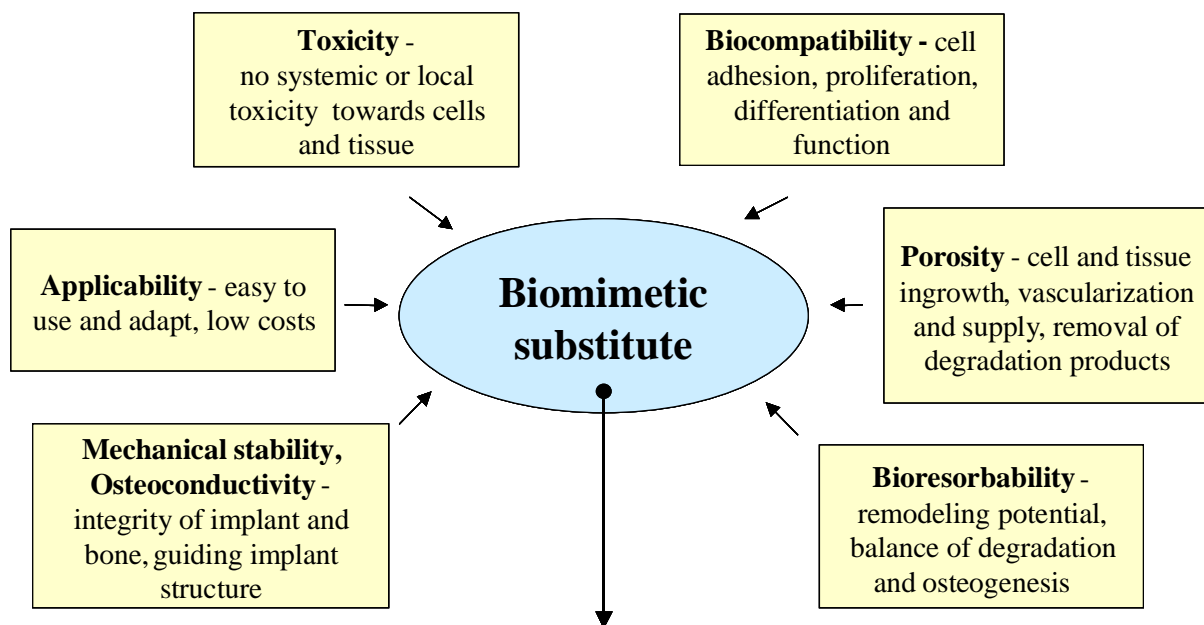 Toxicity -
no systemic or local
toxicity towards cells
and tissue
Biocompatibility - cell
adhesion, proliferation,
differentiation and
function
Applicability - easy to
use and adapt, low costs
Biomimetic
substitute
Porosity - cell and tissue
ingrowth, vascularization
and supply, removal of
degradation products
Mechanical stability,
Osteoconductivity -
integrity of implant and
bone, guiding implant
structure
Bioresorbability -
remodeling potential,
balance of degradation
and osteogenesis